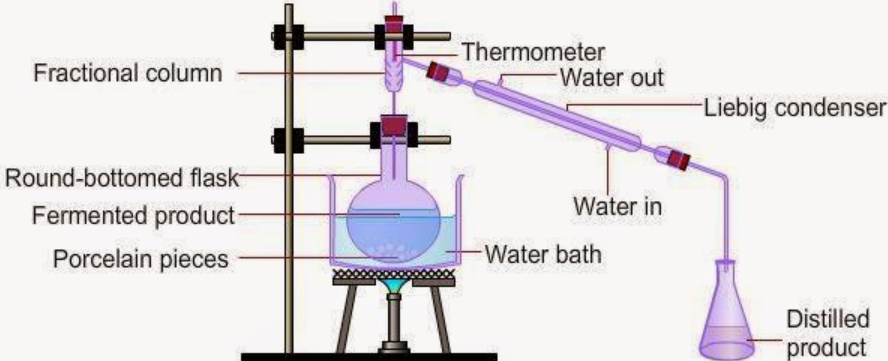 Thermometer
Water out
Fractional column
Liebig condenser
Round-bottomed flask
Fermented product
Water in
Porcelain pieces
Water bath
Distilled
product